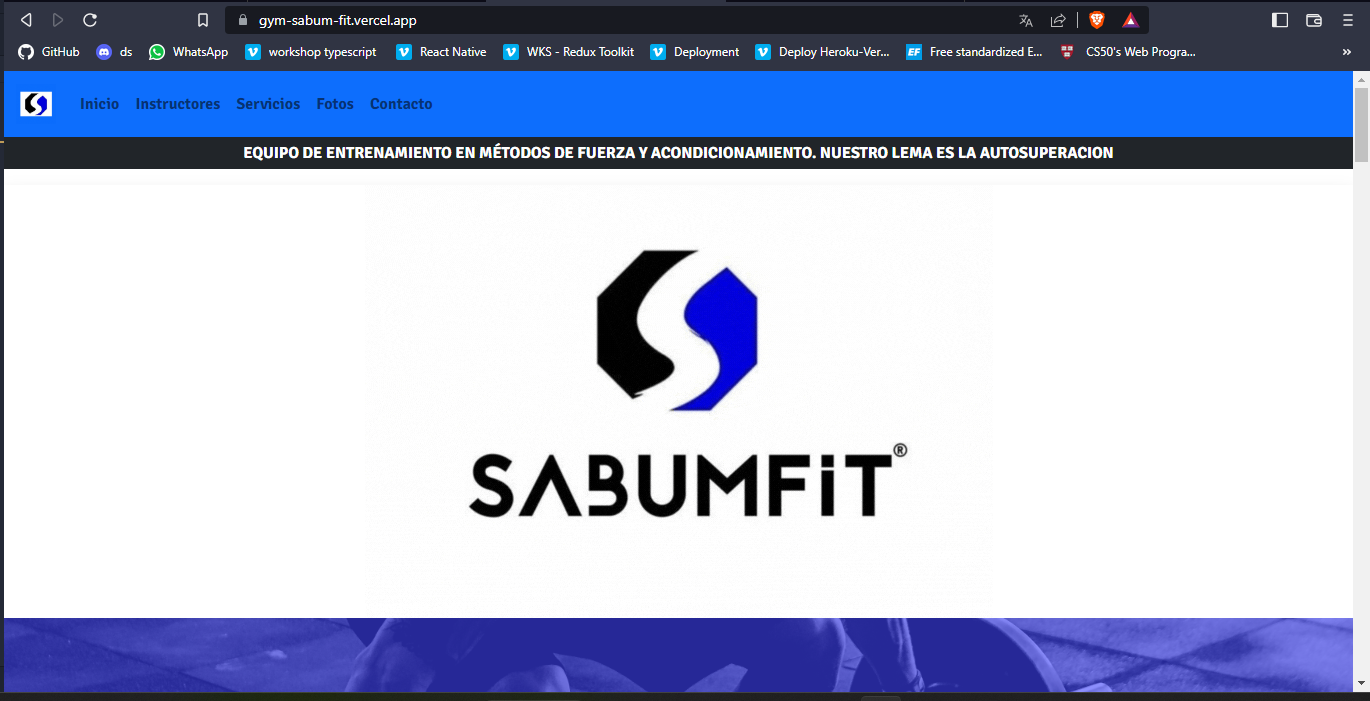 gym-sabum-fit.vercel.app
GitHub ds WhatsApp workshop typescript React Native WKS - Redux Toolkit Deployment Deploy Heroku-Ver... Free standardized E... CS50's Web Progra... »
Inicio Instructores Servicios Fotos Contacto
EQUIPO DE ENTRENAMIENTO EN MÉTODOS DE FUERZA Y ACONDICIONAMIENTO. NUESTRO LEMA ES LA AUTOSUPERACION
SABUMFiT®